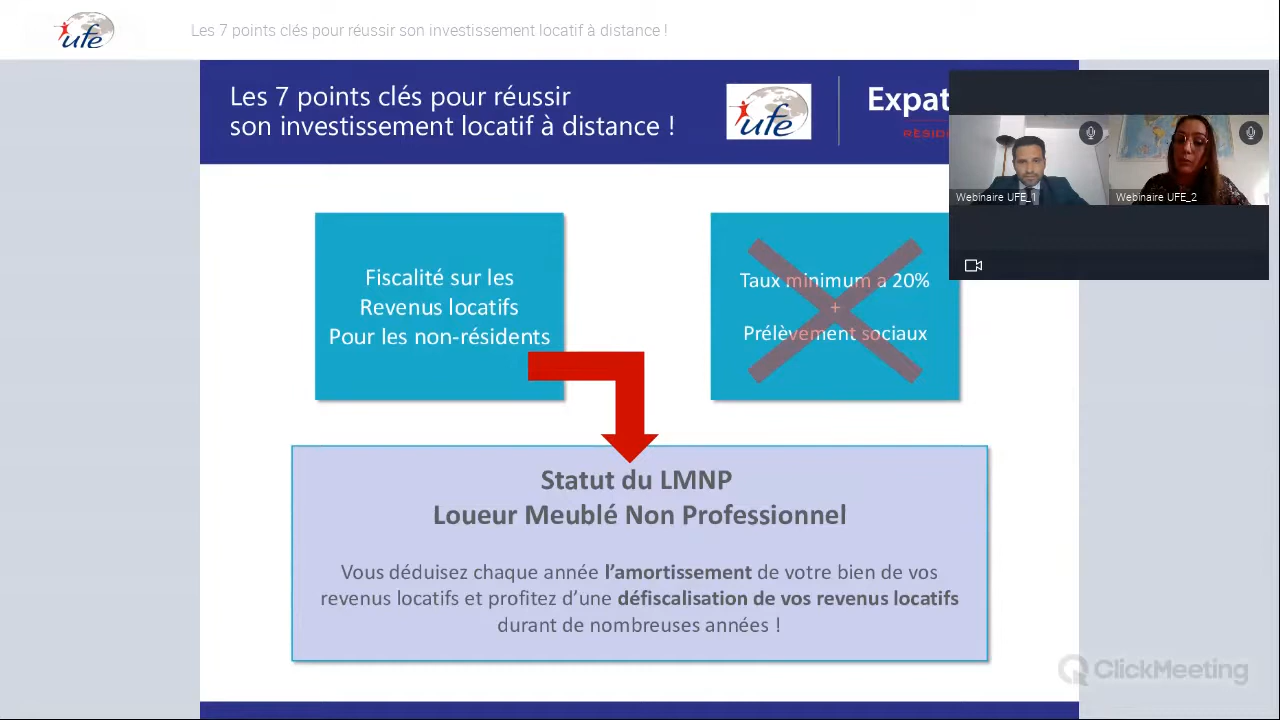 ufe
Les 7 points clés pour réussir son investissement locatif à distance !
Les 7 points clés pour réussir
son investissement locatif à distance !
ufe
Expat
RÉSID
Webinaire UFE_1
Webinaire UFE_2
Fiscalité sur les
Revenus locatifs
Pour les non-résidents
Taux minimum a 20%
+
Prélèvement sociaux
Statut du LMNP
Loueur Meublé Non Professionnel
Vous déduisez chaque année l’amortissement de votre bien de vos
revenus locatifs et profitez d’une défiscalisation de vos revenus locatifs
durant de nombreuses années !
ClickMeeting